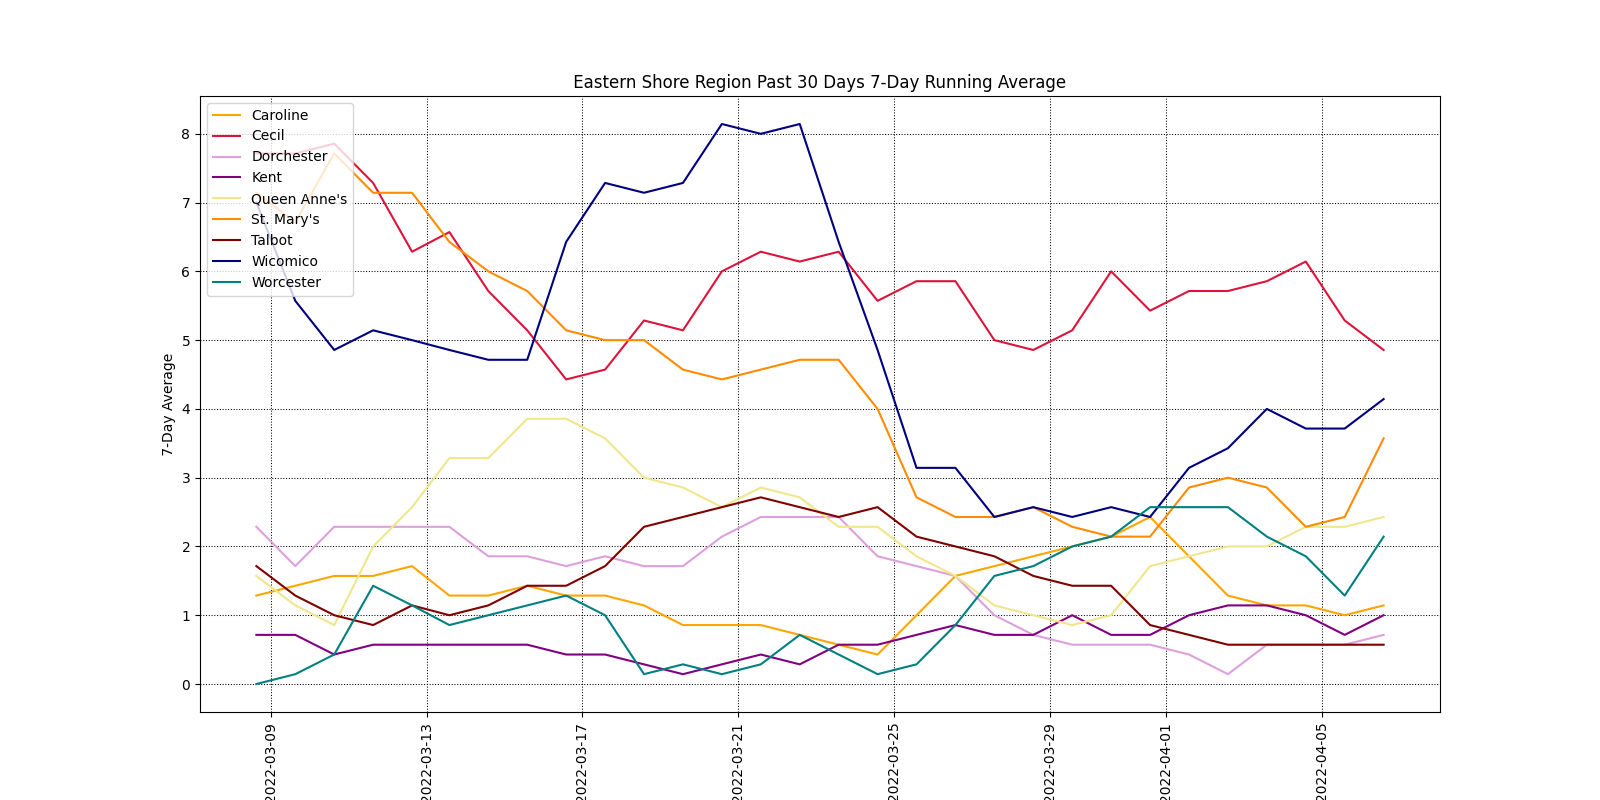 Eastern Shore Region Past 30 Days 7-Day Running Average
Caroline
Cecil
Dorchester
Kent
Queen Anne's
St. Mary's
Talbot
Wicomico
Worcester
7-Day Average
8
7
6
5
4
3
2
1
0
2022-03-09
2022-03-13
2022-03-17
2022-03-21
2022-03-25
2022-03-29
2022-04-01
2022-04-05